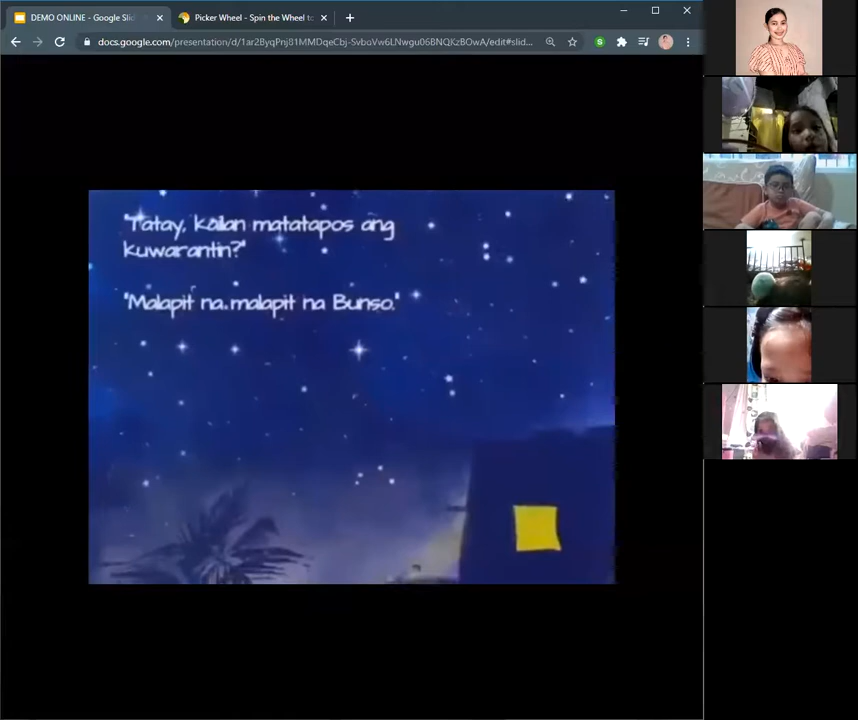 DEMO ONLINE - Google Slid
Picker Wheel - Spin the Wheel to
docs.google.com/presentation/d/1ar2ByqPnj81MMDqeCbj-SvbaVw6LNwgu06BNQKzBOwA/edit#slid...
"Tatay, kailan matatapos ang
kuwarantin?"
"Malapit na.malapit na Bunso."